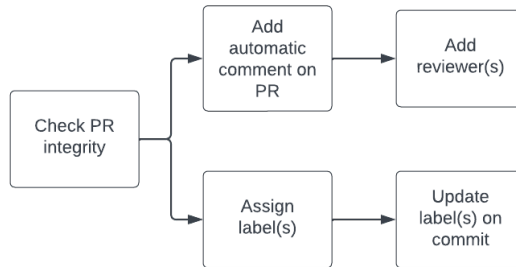 Check PR
integrity
Add
automatic
comment on
PR
Add
reviewer(s)
Assign
label(s)
Update
label(s) on
commit